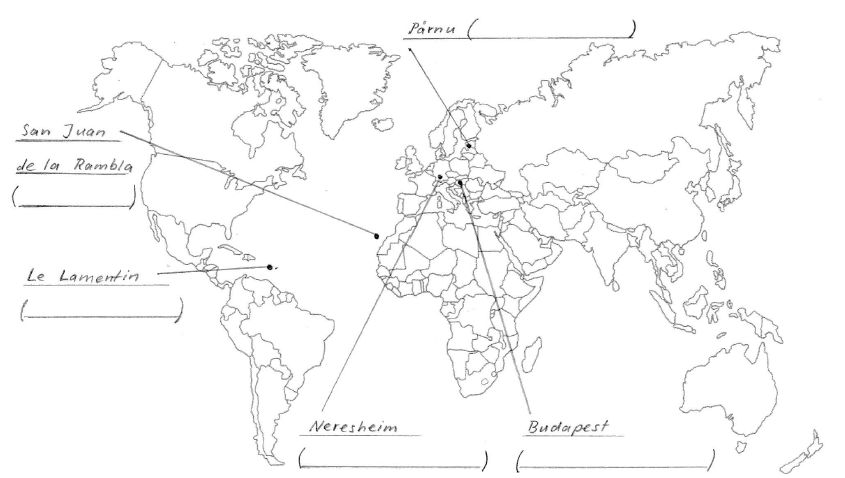 Pärnu (                    )
San Juan
de la Rambla
(               )
Le Lamentin
(                    )
Neresheim
Budapest
(                    ) (                    )